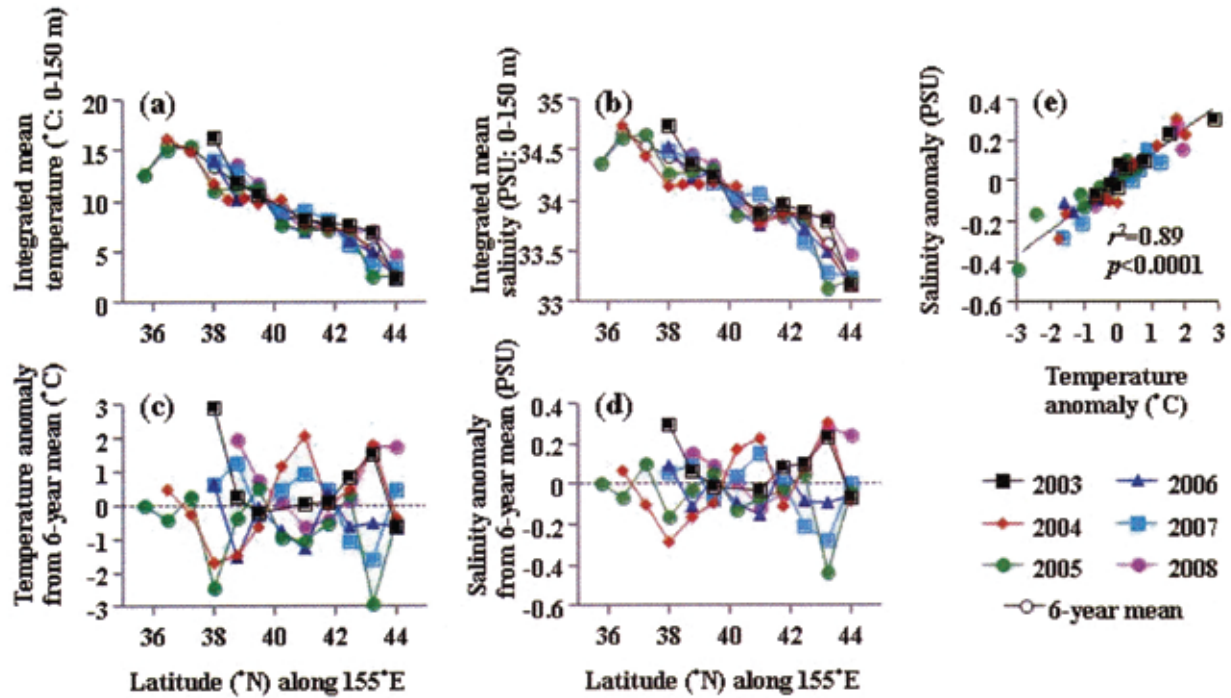 Integrated mean
temperature (°C: 0-150 m)
(a)
20
15
10
5
0
36 38 40 42 44
Integrated mean
salinity (PSU: 0-150 m)
(b)
35
34.5
34
33.5
33
36 38 40 42 44
Salinity anomaly (PSU)
(e)
0.4
0.2
0
-0.2
-0.4
-0.6
r²=0.89
p<0.0001
-3 -2 -1 0 1 2 3
Temperature
anomaly (°C)
Temperature anomaly
from 6-year mean (°C)
(c)
3
2
1
0
-1
-2
-3
36 38 40 42 44
Salinity anomaly
from 6-year mean (PSU)
(d)
0.4
0.2
0
-0.2
-0.4
-0.6
36 38 40 42 44
Latitude (°N) along 155°E
2003
2004
2005
2006
2007
2008
6-year mean